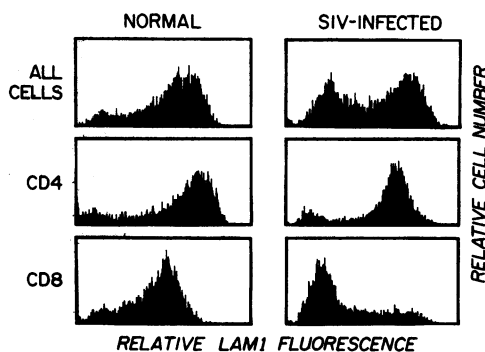 NORMAL
SIV-INFECTED
ALL
CELLS
CD4
CD8
RELATIVE CELL NUMBER
RELATIVE LAM1 FLUORESCENCE